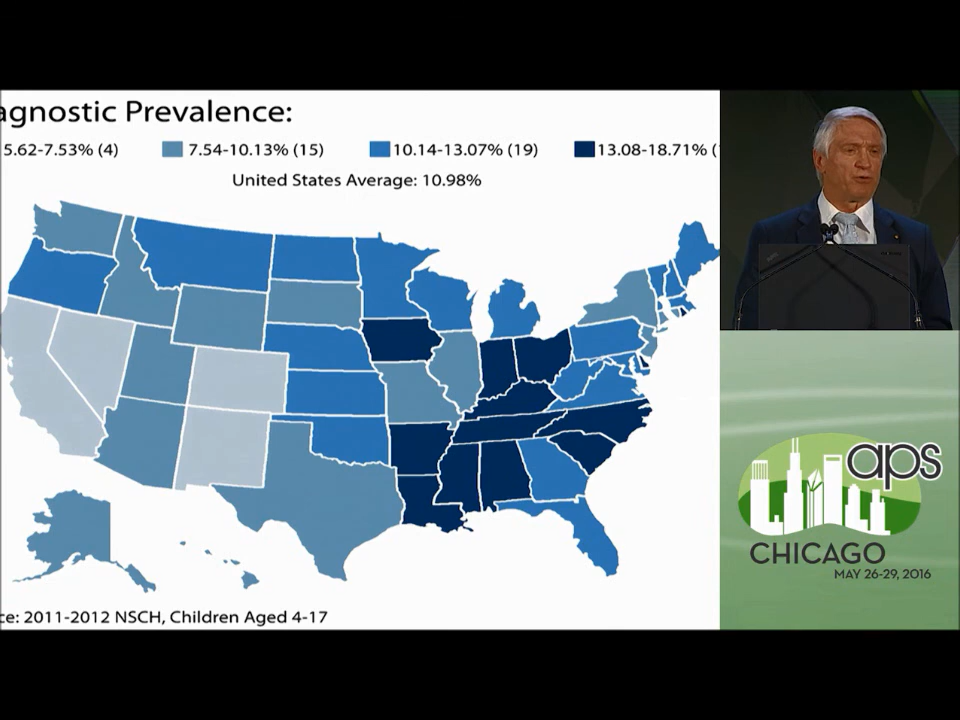 agnostic Prevalence:
5.62-7.53% (4) 7.54-10.13% (15) 10.14-13.07% (19) 13.08-18.71% (
United States Average: 10.98%
ce: 2011-2012 NSCH, Children Aged 4-17
aps
CHICAGO
MAY 26-29, 2016